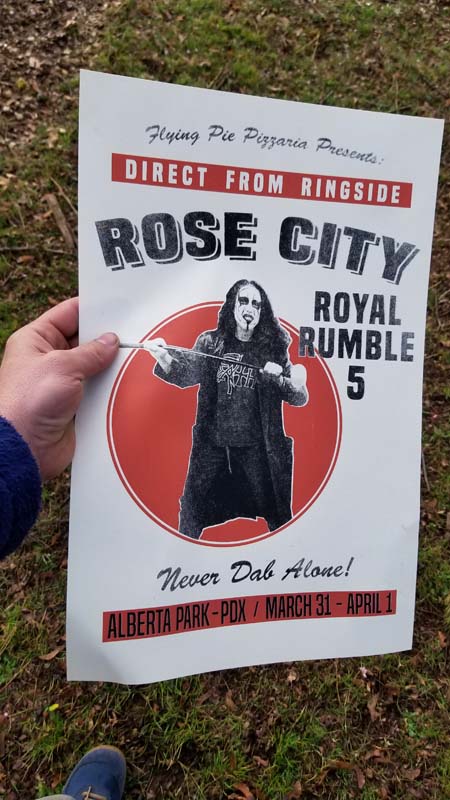 Flying Pie Pizzaria Presents:
DIRECT FROM RINGSIDE
ROSE CITY
ROYAL
RUMBLE
5
Never Dab Alone!
ALBERTA PARK-PDX / MARCH 31 - APRIL 1